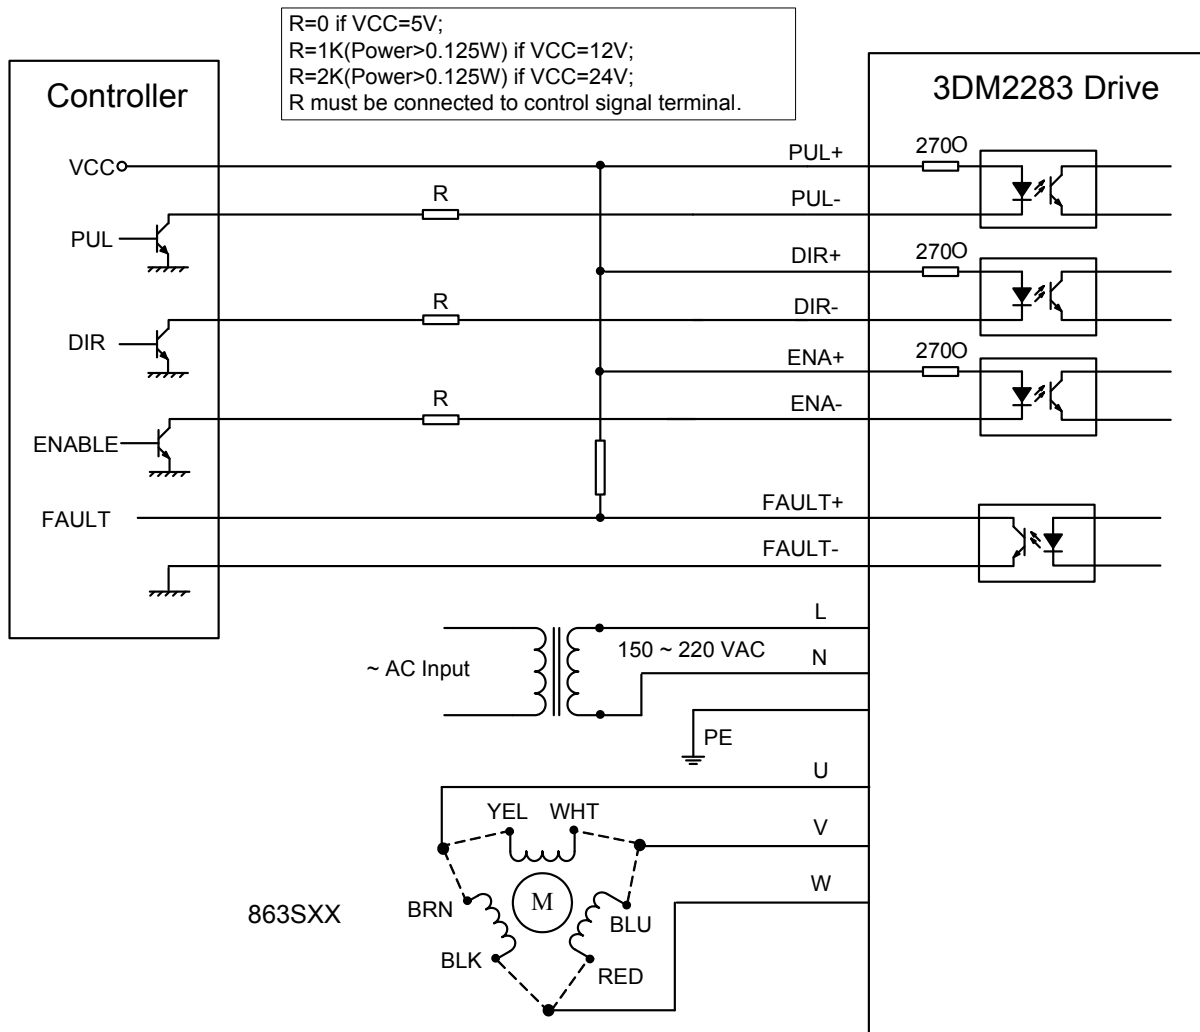 R=0 if VCC=5V;
R=1K(Power>0.125W) if VCC=12V;
R=2K(Power>0.125W) if VCC=24V;
R must be connected to control signal terminal.
Controller
3DM2283 Drive
VCC
PUL+
270O
R
PUL-
PUL
DIR+
270O
R
DIR-
DIR
ENA+
270O
R
ENA-
ENABLE
FAULT+
FAULT
FAULT-
L
~ AC Input
150 ~ 220 VAC
N
PE
U
YEL WHT
V
W
M
863SXX
BRN
BLU
BLK
RED